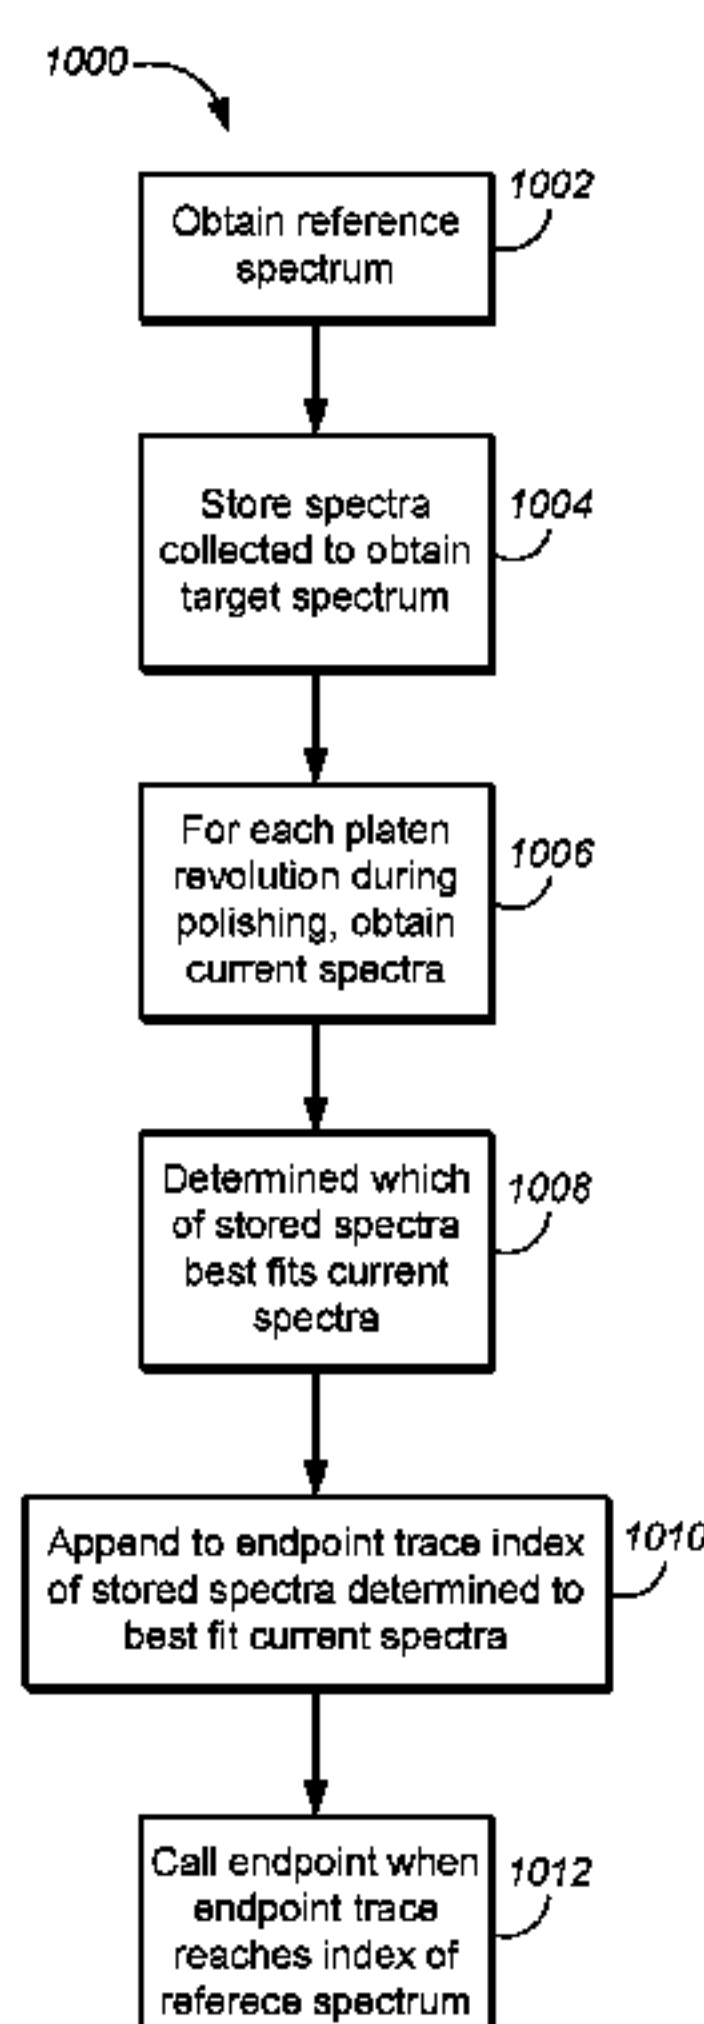 1000
1002
Obtain reference
spectrum
1004
Store spectra
collected to obtain
target spectrum
1006
For each platen
revolution during
polishing, obtain
current spectra
1008
Determined which
of stored spectra
best fits current
spectra
1010
Append to endpoint trace index
of stored spectra determined to
best fit current spectra
1012
Call endpoint when
endpoint trace
reaches index of
referece spectrum